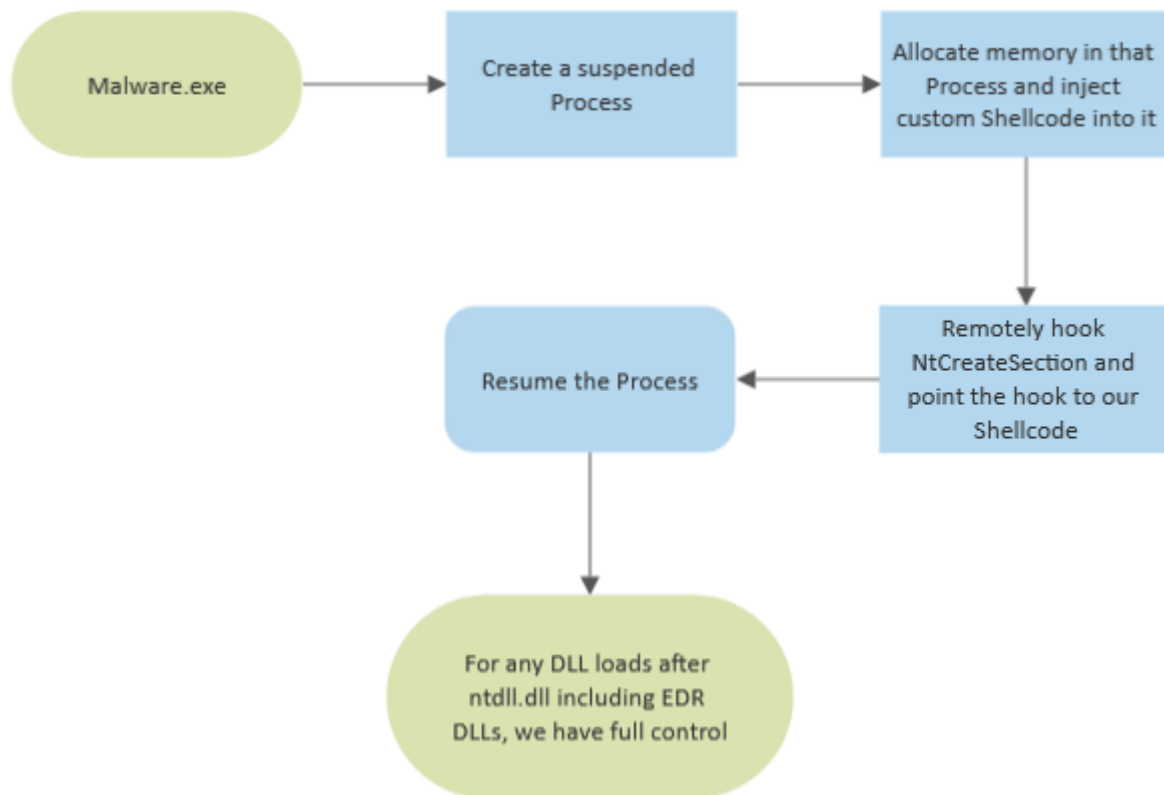 Malware.exe
Create a suspended
Process
Allocate memory in that
Process and inject
custom Shellcode into it
Remotely hook
NtCreateSection and
point the hook to our
Shellcode
Resume the Process
For any DLL loads after
ntdll.dll including EDR
DLLs, we have full control